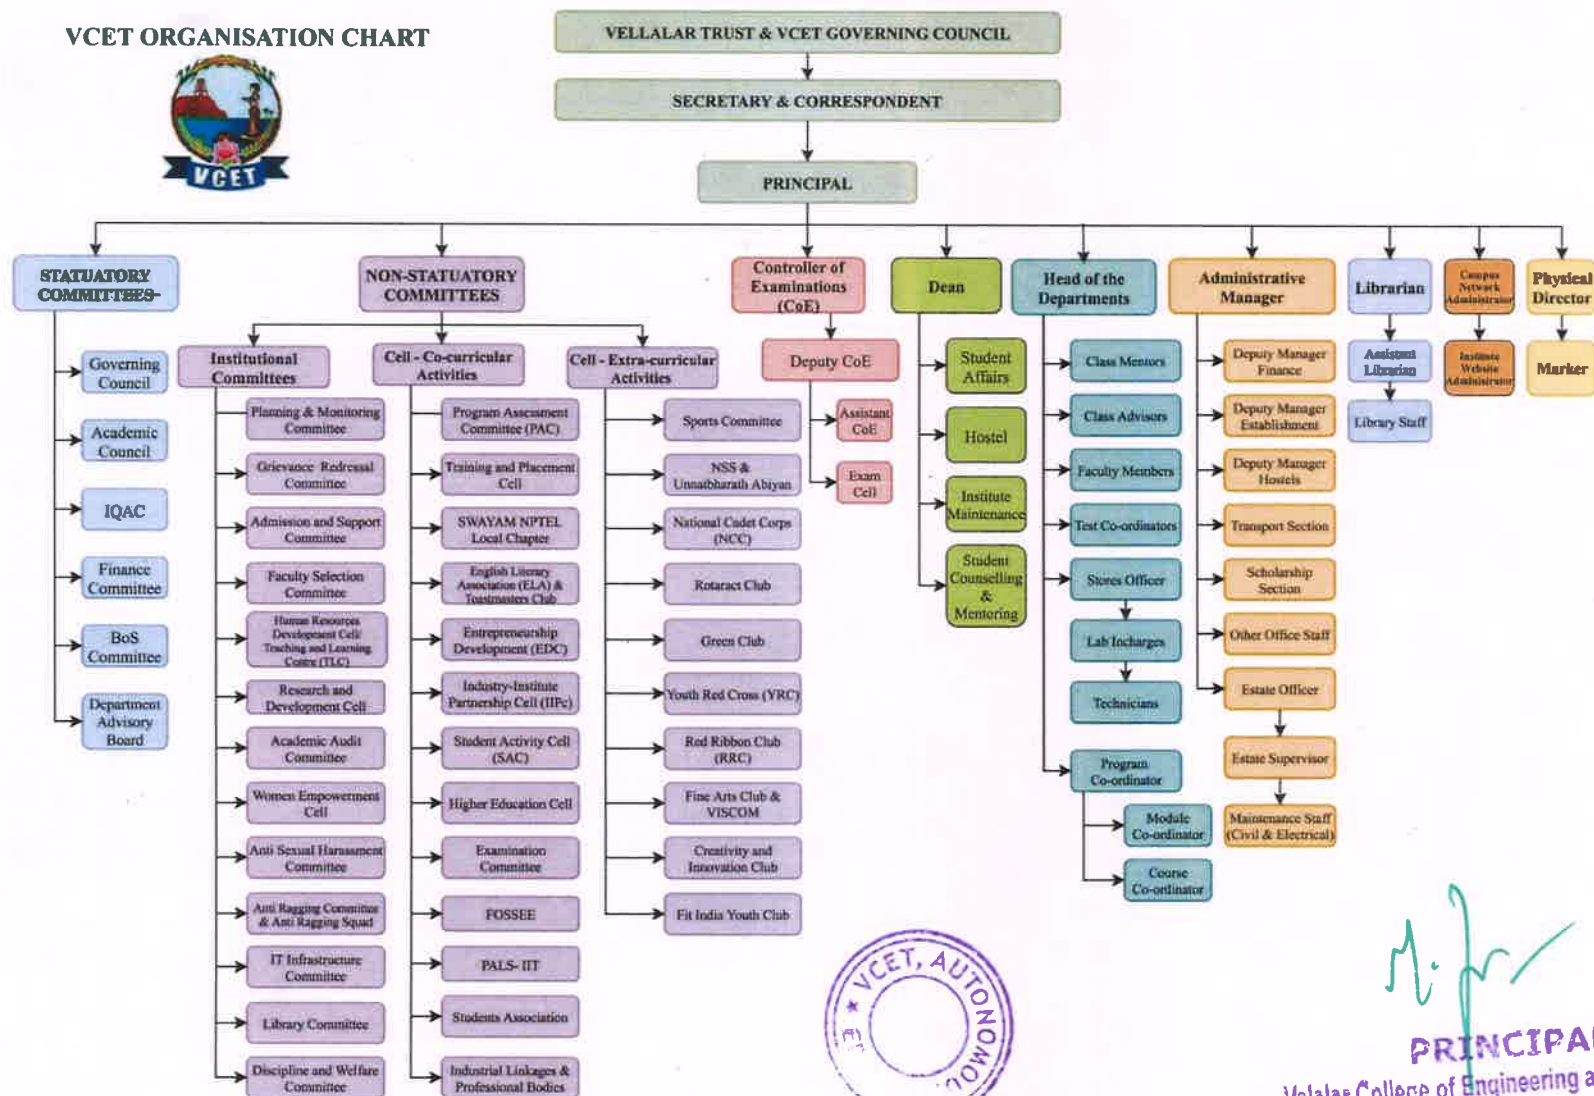 VCET ORGANISATION CHART
VCET
VELLALAR TRUST & VCET GOVERNING COUNCIL
SECRETARY & CORRESPONDENT
PRINCIPAL
STATUATORY
COMMITTEES-
Governing
Council
Academic
Council
IQAC
Finance
Committee
BoS
Committee
Department
Advisory
Board
NON-STATUATORY
COMMITTEES
Institutional
Committees
Planning & Monitoring
Committee
Grievance Redressal
Committee
Admission and Support
Committee
Faculty Selection
Committee
Human Resources
Development Cell/
Teaching and Learning
Centre (TLC)
Research and
Development Cell
Academic Audit
Committee
Women Empowerment
Cell
Anti Sexual Harassment
Committee
Anti Ragging Committee
& Anti Ragging Squad
IT Infrastructure
Committee
Library Committee
Discipline and Welfare
Committee
Cell - Co-curricular
Activities
Program Assessment
Committee (PAC)
Training and Placement
Cell
SWAYAM NPTEL
Local Chapter
English Literary
Association (ELA) &
Toastmasters Club
Entrepreneurship
Development (EDC)
Industry-Institute
Partnership Cell (IIPc)
Student Activity Cell
(SAC)
Higher Education Cell
Examination
Committee
FOSSEE
PALS- IIT
Students Association
Industrial Linkages &
Professional Bodies
Cell - Extra-curricular
Activities
Sports Committee
NSS &
Unnatbharath Abiyan
National Cadet Corps
(NCC)
Rotaract Club
Green Club
Youth Red Cross (YRC)
Red Ribbon Club
(RRC)
Fine Arts Club &
VISCOM
Creativity and
Innovation Club
Fit India Youth Club
Controller of
Examinations
(CoE)
Deputy CoE
Assistant
CoE
Exam
Cell
Dean
Student
Affairs
Hostel
Institute
Maintenance
Student
Counselling
&
Mentoring
Head of the
Departments
Class Mentors
Class Advisors
Faculty Members
Test Co-ordinators
Stores Officer
Lab Incharges
Technicians
Program
Co-ordinator
Module
Co-ordinator
Course
Co-ordinator
Administrative
Manager
Deputy Manager
Finance
Deputy Manager
Establishment
Deputy Manager
Hostels
Transport Section
Scholarship
Section
Other Office Staff
Estate Officer
Estate Supervisor
Maintenance Staff
(Civil & Electrical)
Librarian
Assistant
Librarian
Library Staff
Campus
Network
Administrator
Institute
Website
Administrator
Physical
Director
Marker
★ VCET, AUTONOMOU
PRINCIPA
College of Engineering a